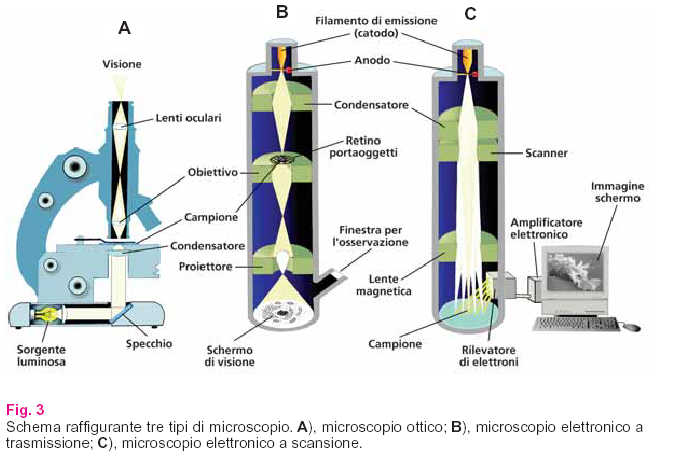 A
B
C
Visione
Lenti oculari
Obiettivo
Campione
Condensatore
Specchio
Sorgente
luminosa
Filamento di emissione
(catodo)
Anodo
Condensatore
Retino
portaoggetti
Finestra per
l'osservazione
Proiettore
Schermo
di visione
Scanner
Lente
magnetica
Campione
Rilevatore
di elettroni
Amplificatore
elettronico
Immagine
schermo
Fig. 3
Schema raffigurante tre tipi di microscopio. A), microscopio ottico; B), microscopio elettronico a
trasmissione; C), microscopio elettronico a scansione.